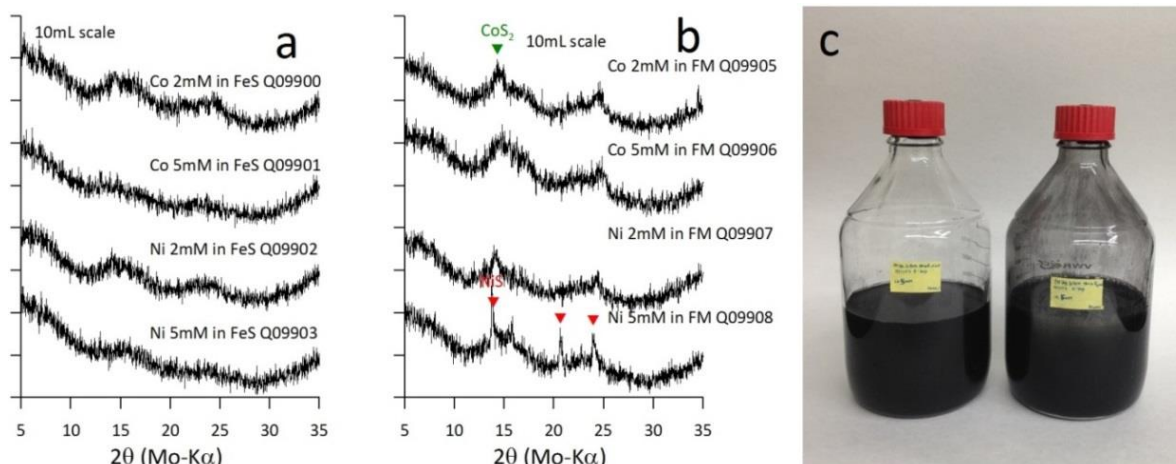 a
10mL scale
Co 2mM in FeS Q09900
Co 5mM in FeS Q09901
Ni 2mM in FeS Q09902
Ni 5mM in FeS Q09903
5 10 15 20 25 30 35
2θ (Mo-Kα)
b
CoS₂
10mL scale
Co 2mM in FM Q09905
Co 5mM in FM Q09906
Ni 2mM in FM Q09907
NiS
Ni 5mM in FM Q09908
5 10 15 20 25 30 35
2θ (Mo-Kα)
c